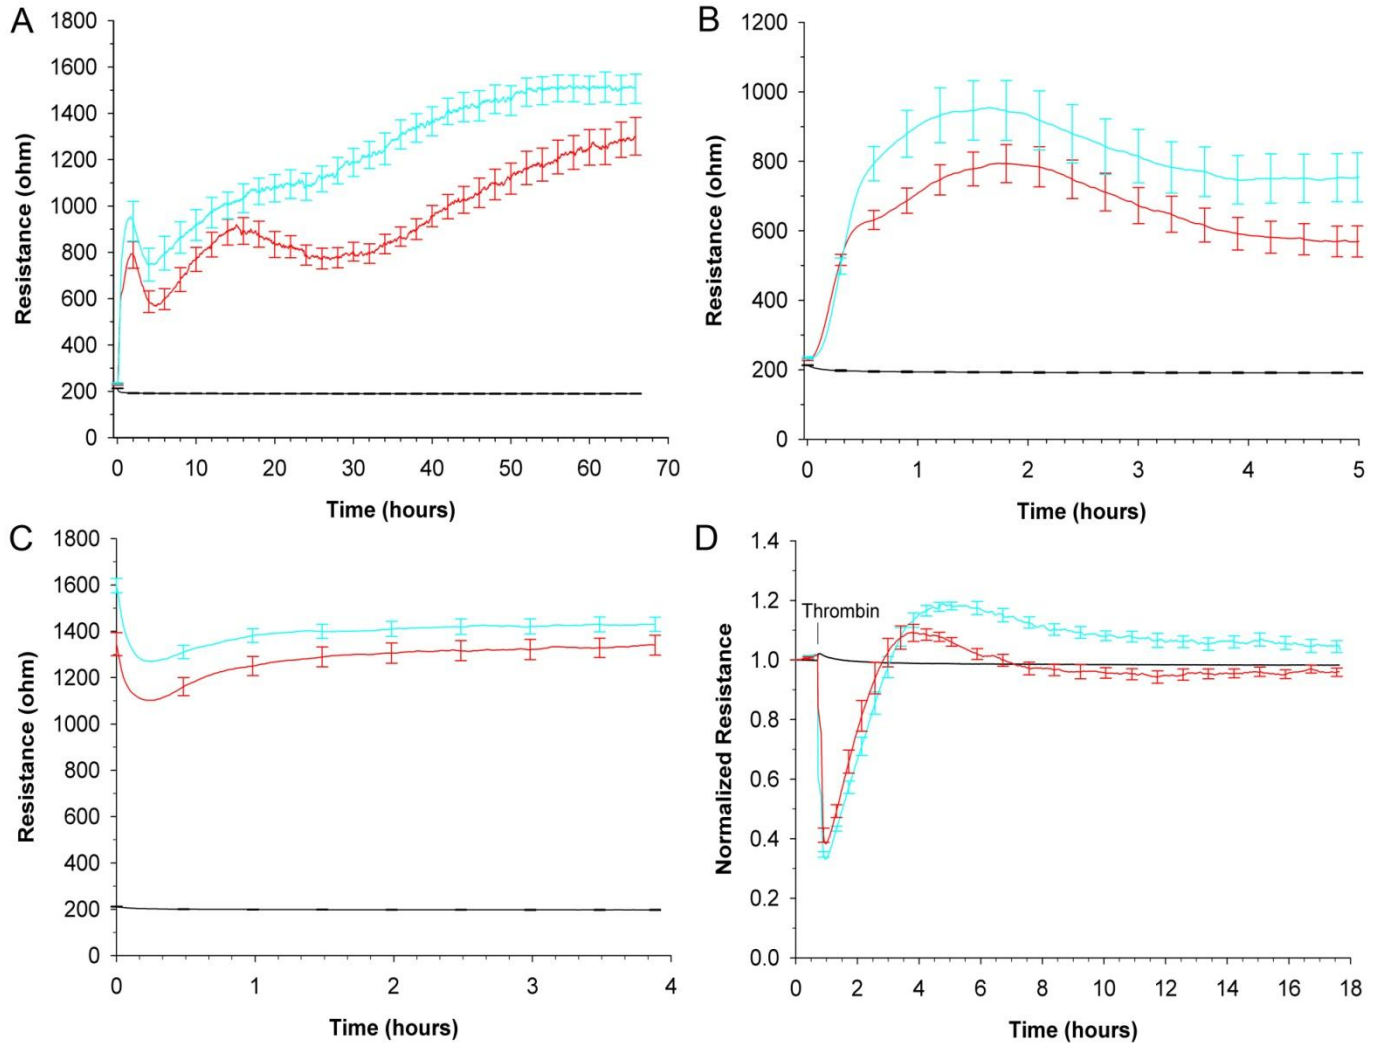 A
1800
1600
1400
1200
1000
800
600
400
200
0
Resistance (ohm)
0 10 20 30 40 50 60 70
Time (hours)
B
1200
1000
800
600
400
200
0
Resistance (ohm)
0 1 2 3 4 5
Time (hours)
C
1800
1600
1400
1200
1000
800
600
400
200
0
Resistance (ohm)
0 1 2 3 4
Time (hours)
D
1.4
1.2
1.0
0.8
0.6
0.4
0.2
0.0
Normalized Resistance
Thrombin
0 2 4 6 8 10 12 14 16 18
Time (hours)